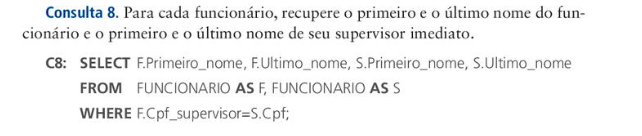 Consulta 8. Para cada funcionário, recupere o primeiro e o último nome do fun-
cionário e o primeiro e o último nome de seu supervisor imediato.
C8: SELECT F.Primeiro_nome, F.Ultimo_nome, S.Primeiro_nome, S.Ultimo_nome
FROM FUNCIONARIO AS F, FUNCIONARIO AS S
WHERE F.Cpf_supervisor=S.Cpf;